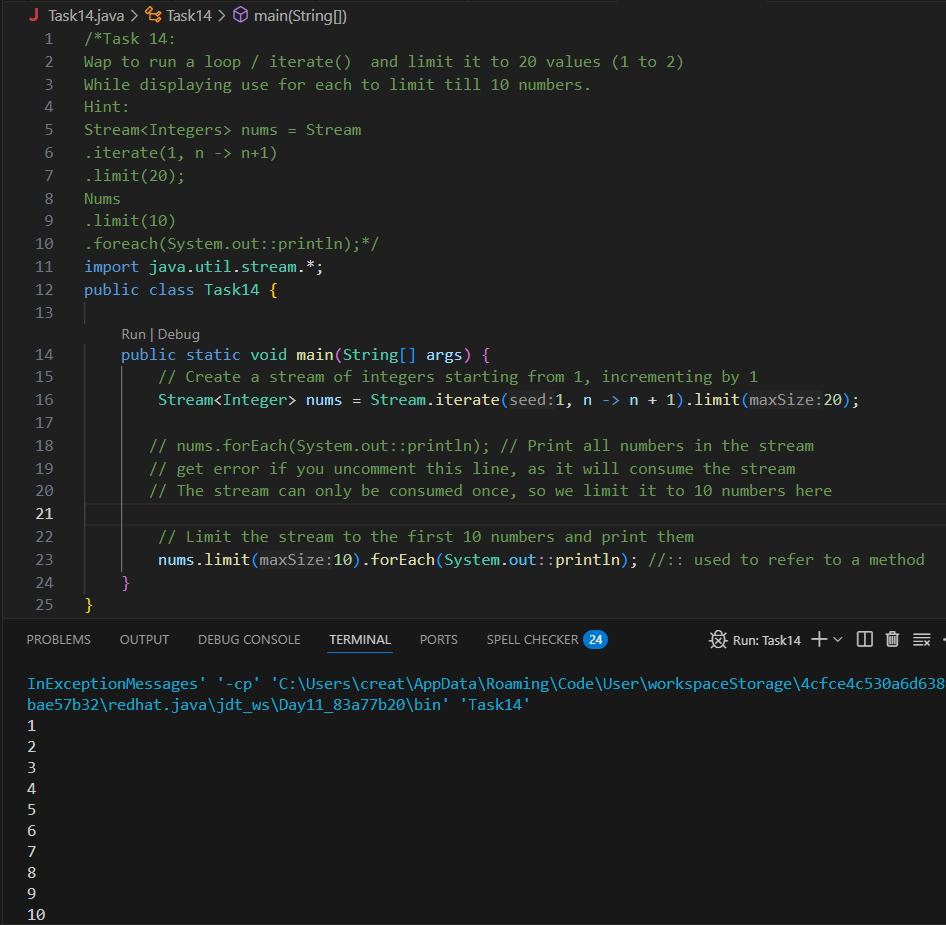 J Task14.java > Task14 > main(String[])
1 /*Task 14:
2 Wap to run a loop / iterate()  and limit it to 20 values (1 to 2)
3 While displaying use for each to limit till 10 numbers.
4 Hint:
5 Stream<Integers> nums = Stream
6 .iterate(1, n -> n+1)
7 .limit(20);
8 Nums
9 .limit(10)
10 .foreach(System.out::println);*/
11 import java.util.stream.*;
12 public class Task14 {
13
Run | Debug
14 public static void main(String[] args) {
15 // Create a stream of integers starting from 1, incrementing by 1
16 Stream<Integer> nums = Stream.iterate(seed:1, n -> n + 1).limit(maxSize:20);
17
18 // nums.forEach(System.out::println); // Print all numbers in the stream
19 // get error if you uncomment this line, as it will consume the stream
20 // The stream can only be consumed once, so we limit it to 10 numbers here
21
22 // Limit the stream to the first 10 numbers and print them
23 nums.limit(maxSize:10).forEach(System.out::println); //:: used to refer to a method
24 }
25 }
PROBLEMS OUTPUT DEBUG CONSOLE TERMINAL PORTS SPELL CHECKER 24 Run: Task14
InExceptionMessages' '-cp' 'C:\Users\creat\AppData\Roaming\Code\User\workspaceStorage\4cfce4c530a6d638
bae57b32\redhat.java\jdt_ws\Day11_83a77b20\bin' 'Task14'
1
2
3
4
5
6
7
8
9
10